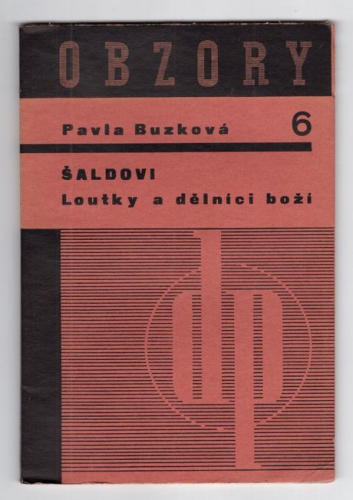 OBZORY
Pavla Buzková 6
ŠALDOVI
Loutky a dělníci boží
dp